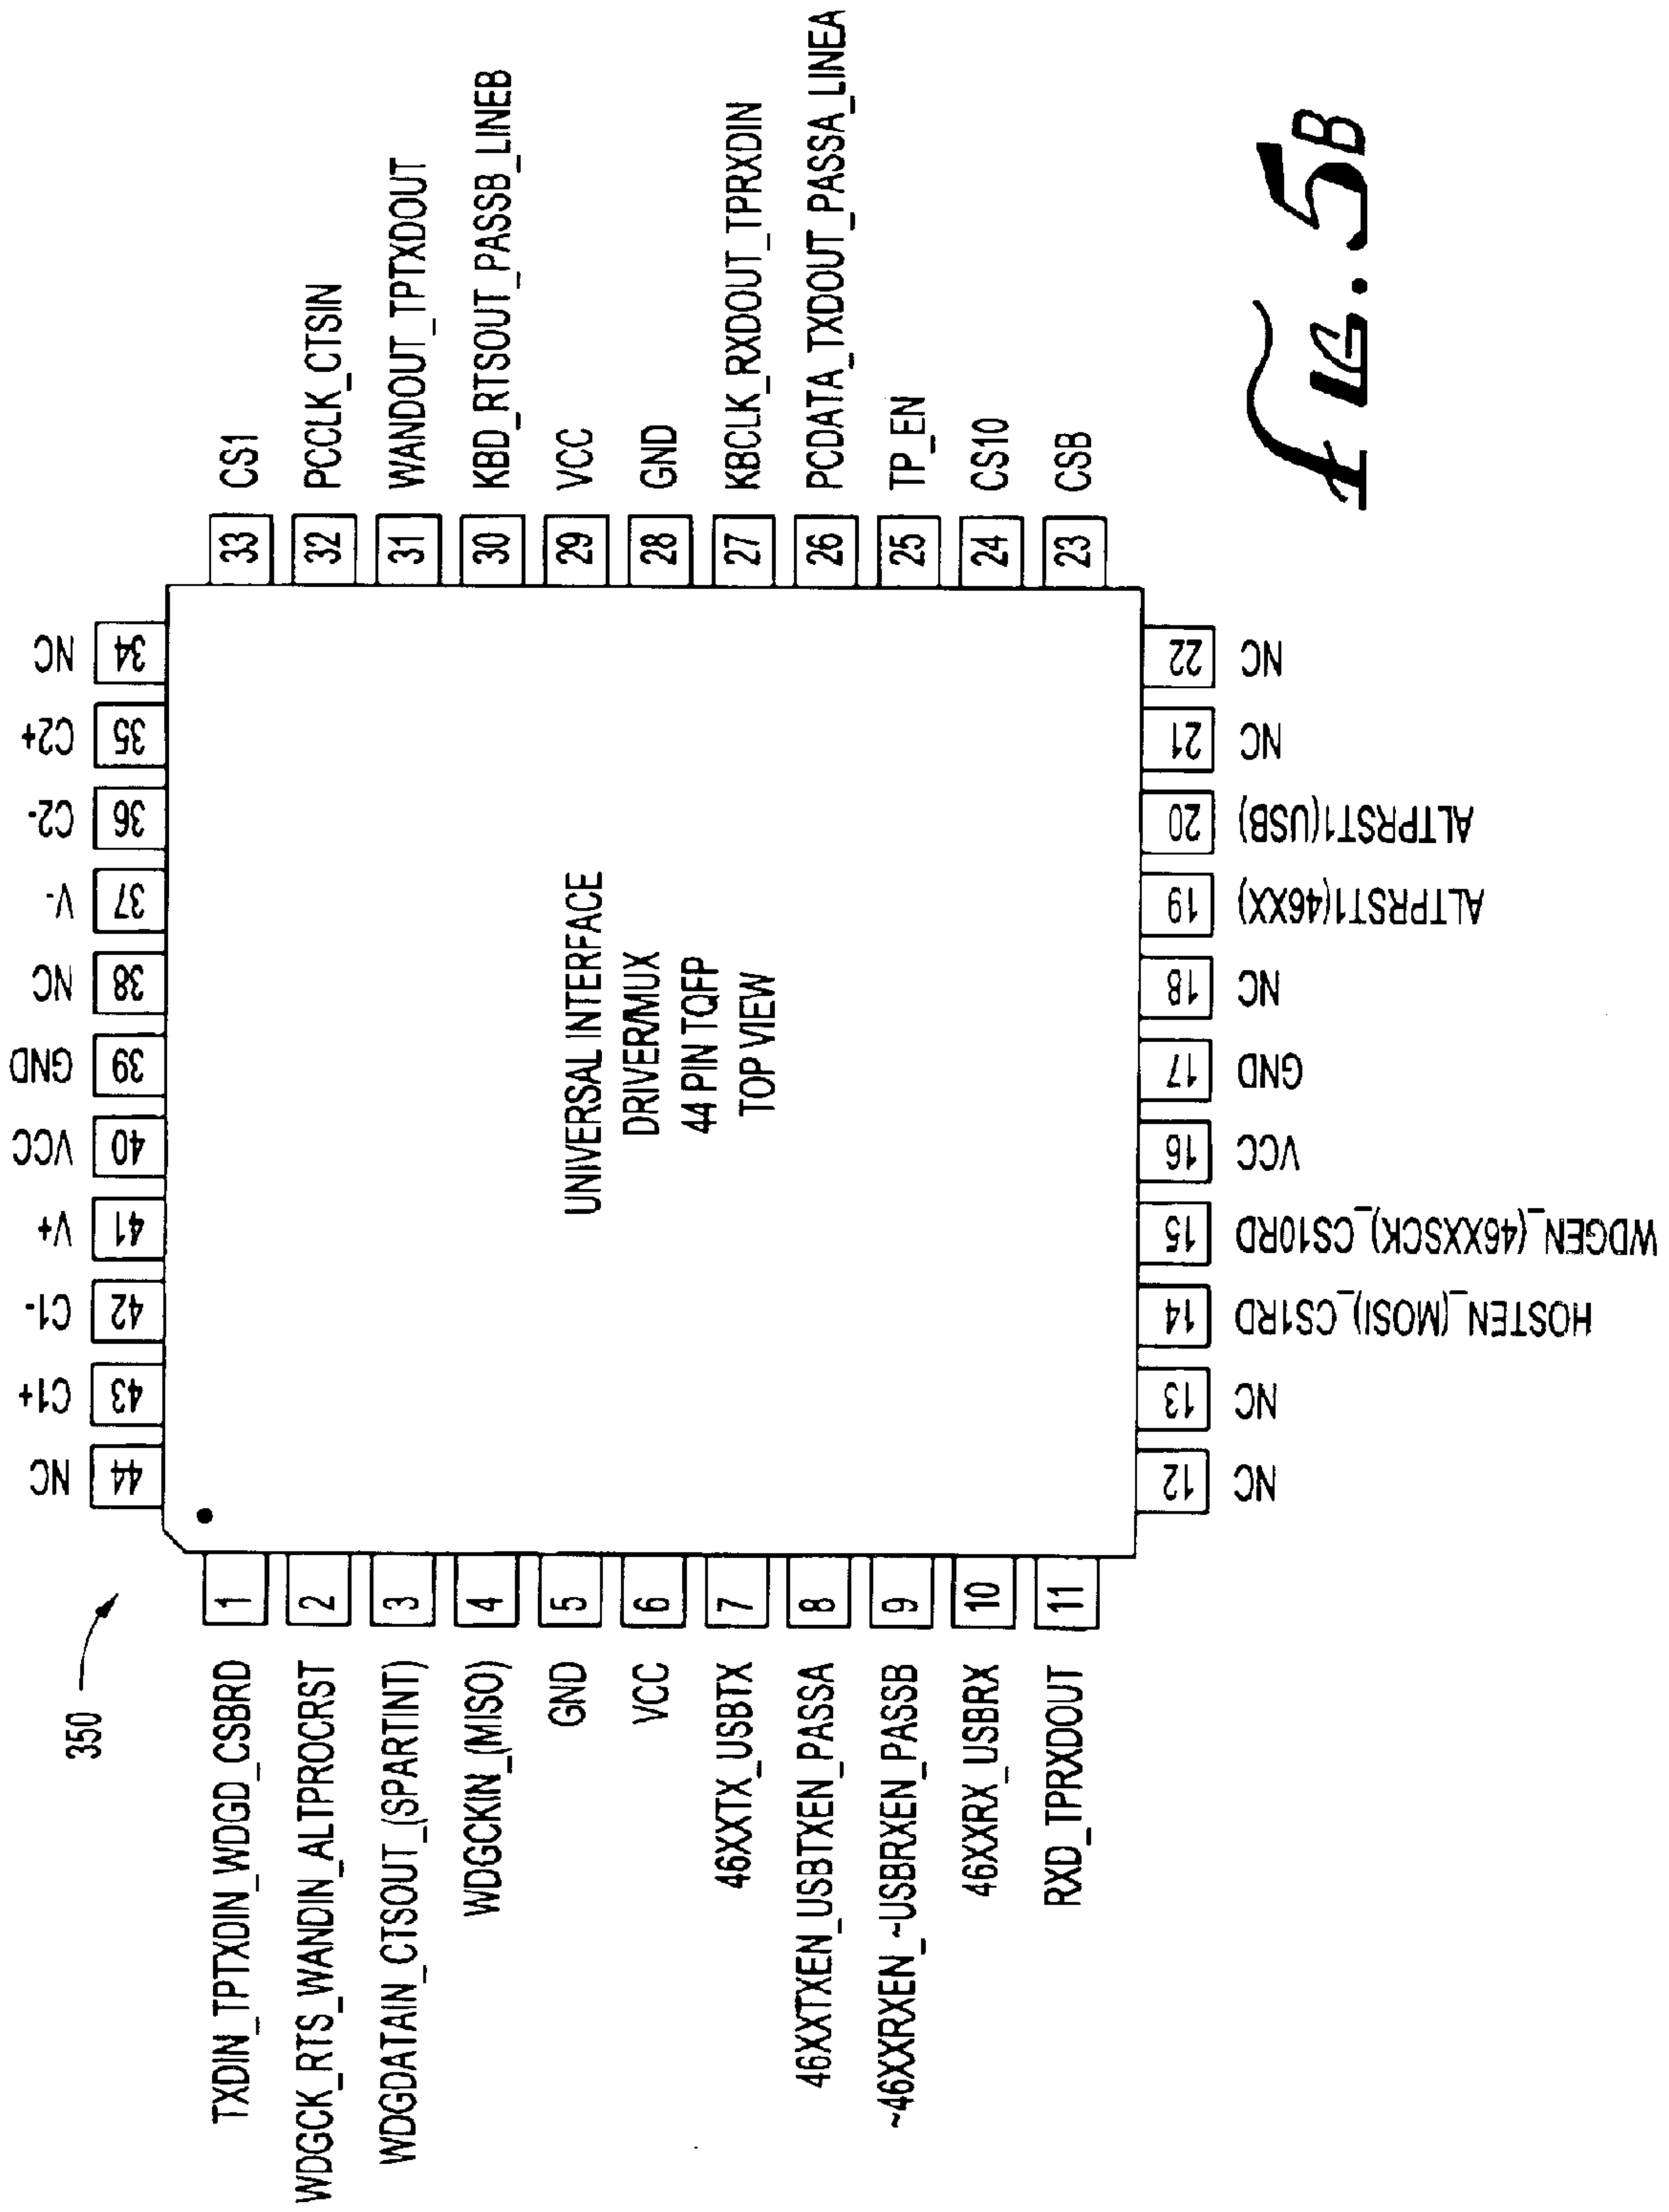 350
TXDIN_TPTXDIN_WDGD_CSBRD 1
WDGCK_RTS_WANDIN_ALTPROCRST 2
WDGDATAIN_CTSOUT_(SPARTINT) 3
WDGCKIN_(MISO) 4
GND 5
VCC 6
46XXTX_USBTX 7
46XXTXEN_USBTXEN_PASSA 8
~46XXRXEN_~USBRXEN_PASSB 9
46XXRX_USBRX 10
RXD_TPRXDOUT 11
12 NC
13 NC
14 HOSTEN_(MOSI)_CS1RD
15 WDGEN_(46XXSCK)_CS10RD
16 VCC
17 GND
18 NC
19 ALTPRST1(46XX)
20 ALTPRST1(USB)
21 NC
22 NC
23 CSB
24 CS10
25 TP_EN
26 PCDATA_TXDOUT_PASSA_LINEA
27 KBCLK_RXDOUT_TPRXDIN
28 GND
29 VCC
30 KBD_RTSOUT_PASSB_LINEB
31 WANDOUT_TPTXDOUT
32 PCCLK_CTSIN
33 CS1
34 NC
35 C2+
36 C2-
37 V-
38 NC
39 GND
40 VCC
41 V+
42 C1-
43 C1+
44 NC
UNIVERSAL INTERFACE
DRIVER/MUX
44 PIN TQFP
TOP VIEW
FIG. 5B